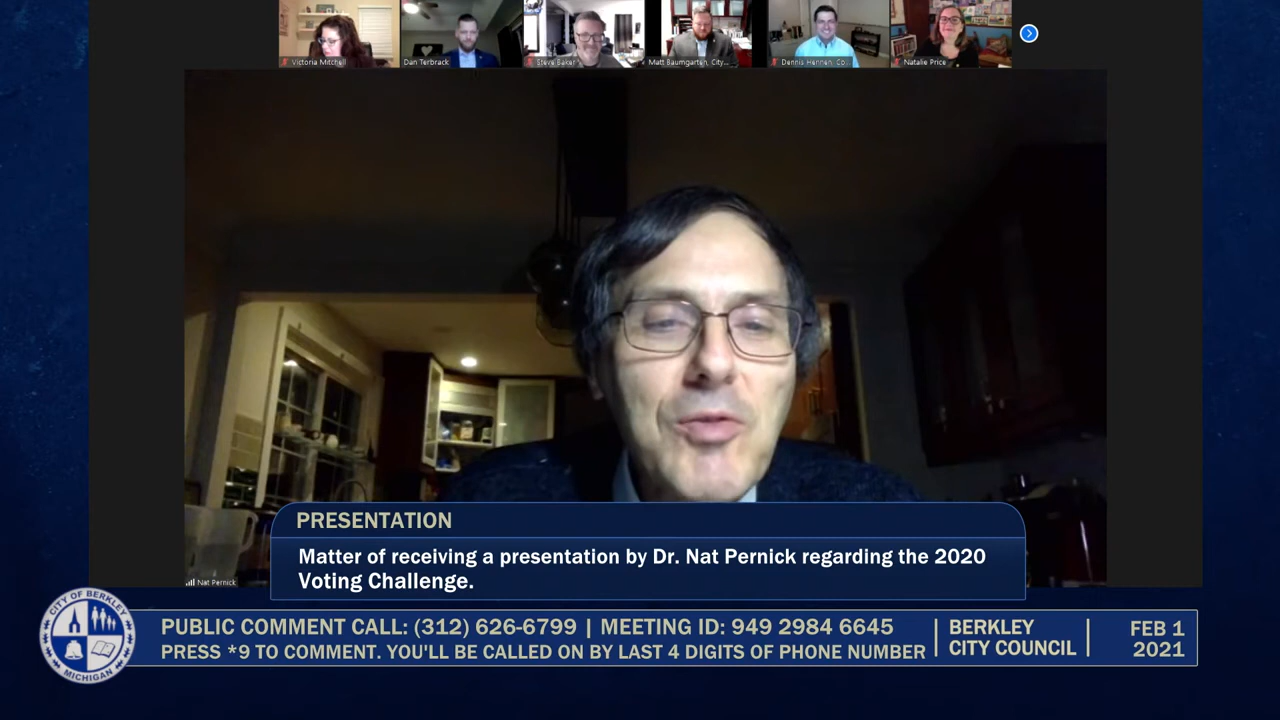 Victoria Mitchell
Dan Terbrack
Steve Baker
Matt Baumgarten, City...
Dennis Hennen, Co...
Natalie Price
PRESENTATION
Matter of receiving a presentation by Dr. Nat Pernick regarding the 2020
Voting Challenge.
Nat Pernick
CITY OF BERKLEY
MICHIGAN
PUBLIC COMMENT CALL: (312) 626-6799 | MEETING ID: 949 2984 6645
PRESS *9 TO COMMENT. YOU'LL BE CALLED ON BY LAST 4 DIGITS OF PHONE NUMBER
BERKLEY
CITY COUNCIL
FEB 1
2021